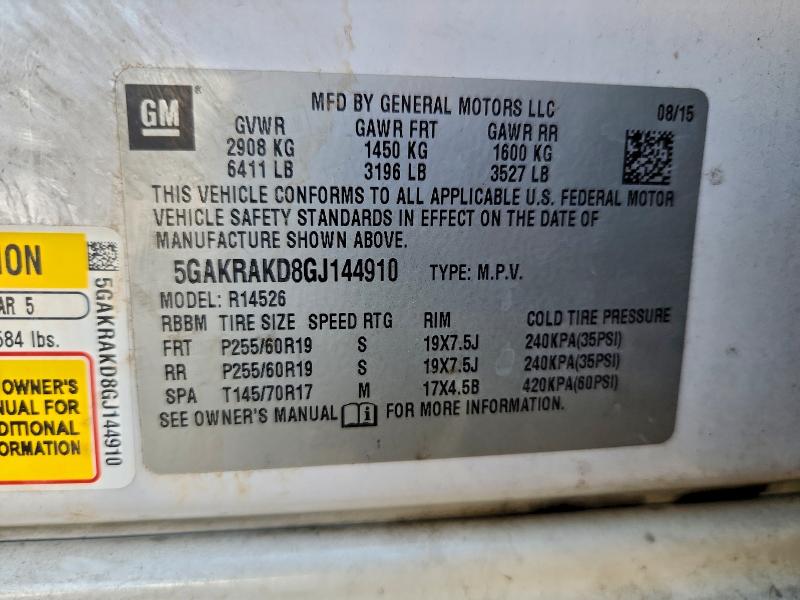 GM®
MFD BY GENERAL MOTORS LLC 08/15
GVWR GAWR FRT GAWR RR
2908 KG 1450 KG 1600 KG
6411 LB 3196 LB 3527 LB
THIS VEHICLE CONFORMS TO ALL APPLICABLE U.S. FEDERAL MOTOR
VEHICLE SAFETY STANDARDS IN EFFECT ON THE DATE OF
MANUFACTURE SHOWN ABOVE.
5GAKRAKD8GJ144910 TYPE: M.P.V.
MODEL: R14526
RBBM TIRE SIZE SPEED RTG RIM COLD TIRE PRESSURE
FRT P255/60R19 S 19X7.5J 240KPA(35PSI)
RR P255/60R19 S 19X7.5J 240KPA(35PSI)
SPA T145/70R17 M 17X4.5B 420KPA(60PSI)
SEE OWNER'S MANUAL i FOR MORE INFORMATION.
ION
AR 5
584 lbs.
OWNER'S
NUAL FOR
DITIONAL
ORMATION
5GAKRAKD8GJ144910